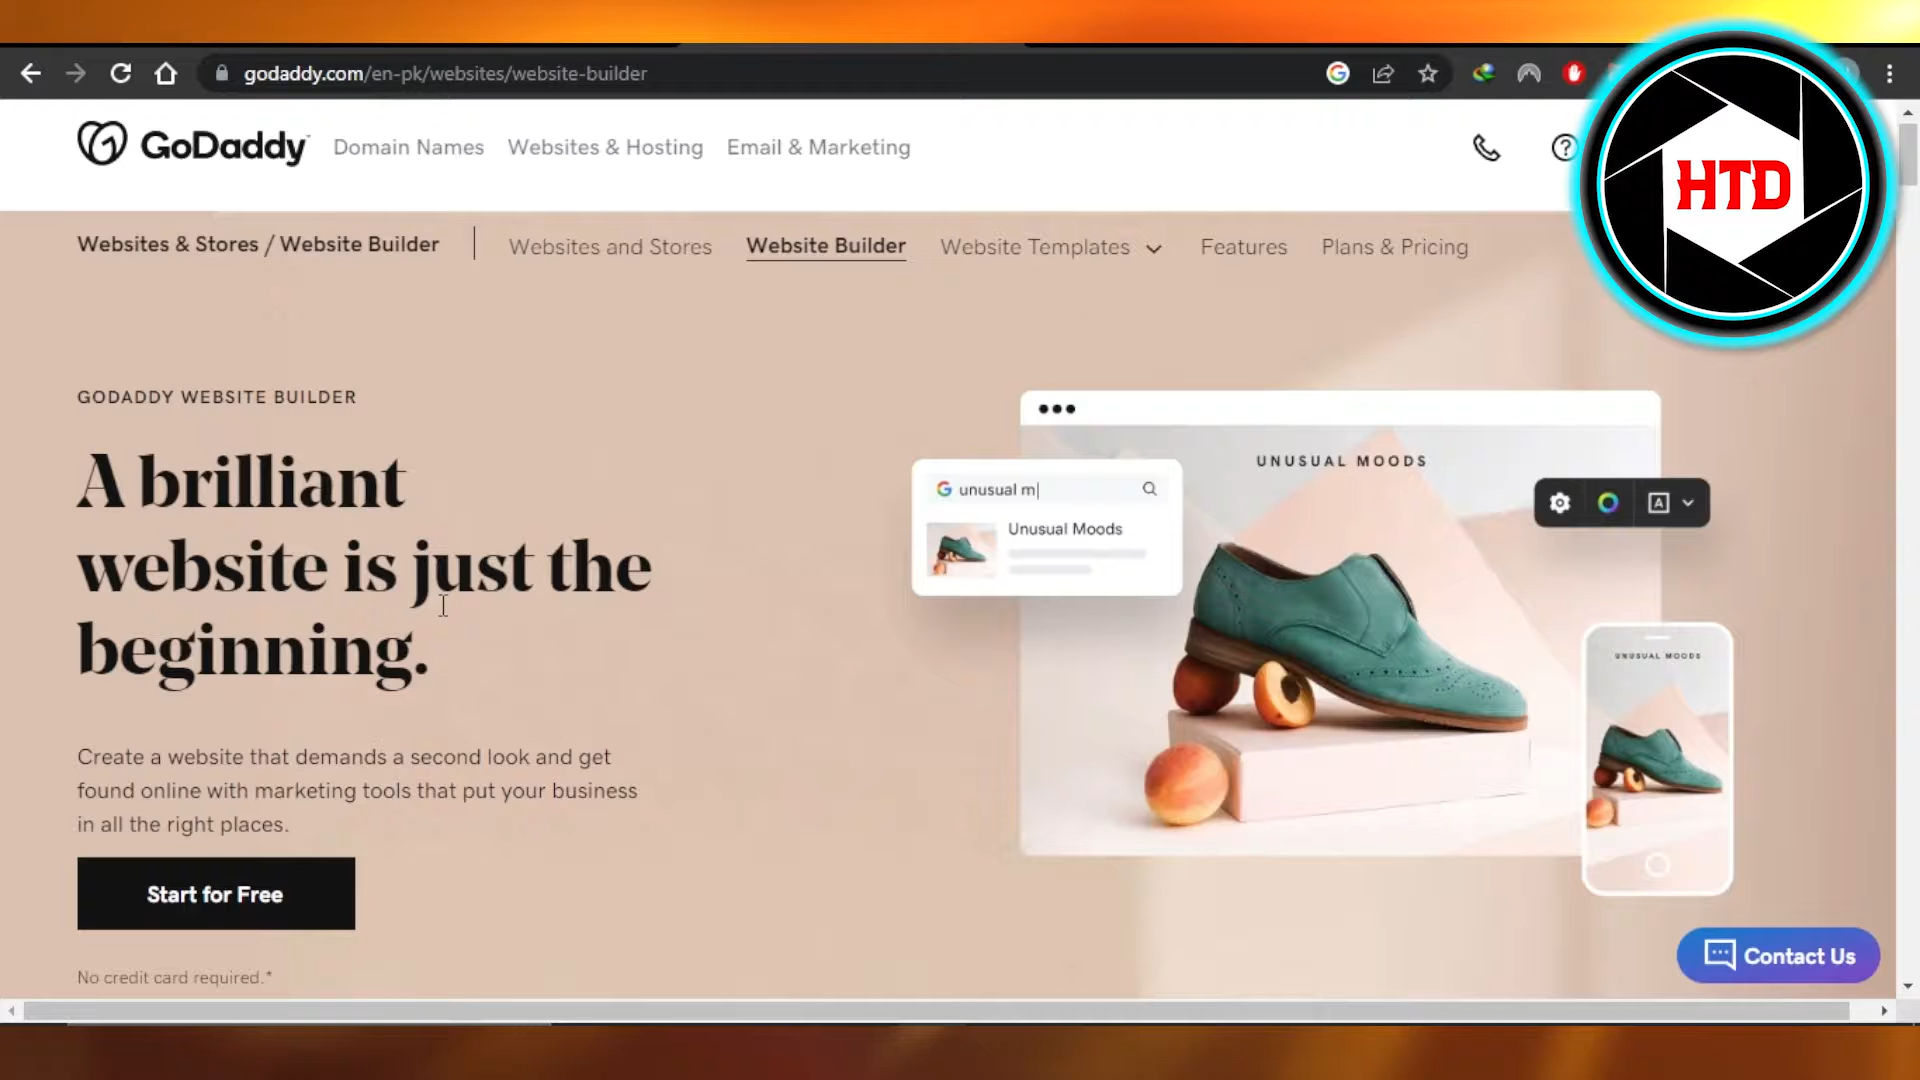 godaddy.com/en-pk/websites/website-builder
GoDaddy
Domain Names
Websites & Hosting
Email & Marketing
HTD
Websites & Stores / Website Builder
Websites and Stores
Website Builder
Website Templates
Features
Plans & Pricing
GODADDY WEBSITE BUILDER
A brilliant
website is just the
beginning.
Create a website that demands a second look and get
found online with marketing tools that put your business
in all the right places.
Start for Free
No credit card required.*
UNUSUAL MOODS
unusual m
Unusual Moods
A
UNUSUAL MOODS
Contact Us